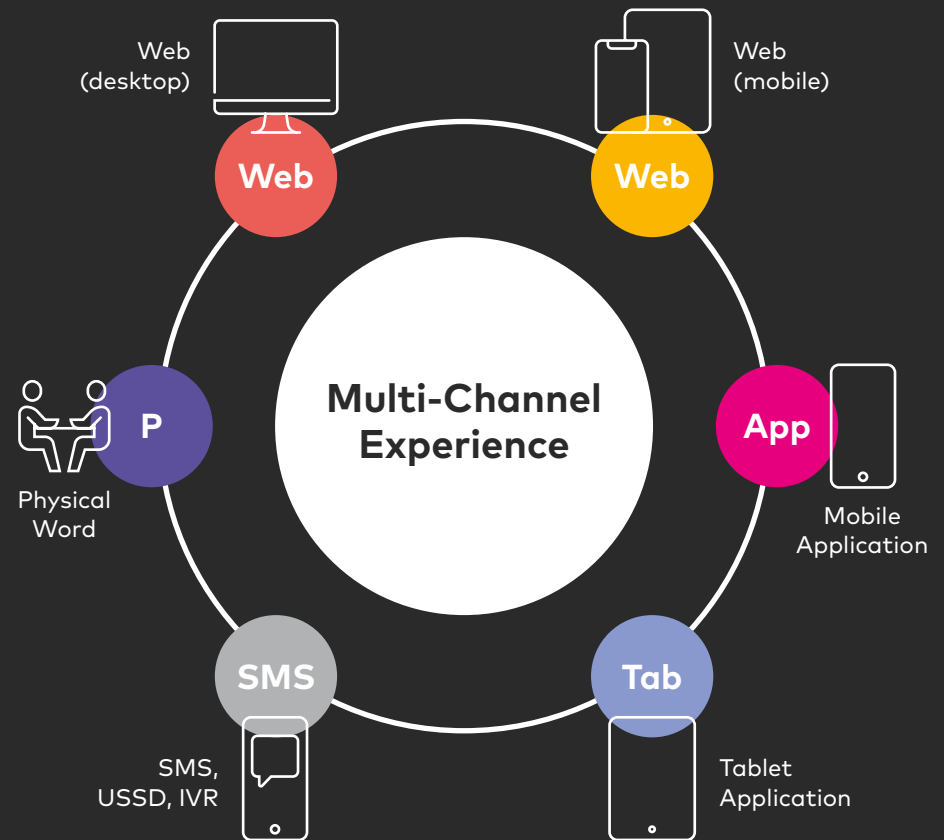 Web
(desktop)
Web
(mobile)
Web
Web
Multi-Channel
Experience
P
App
Physical
Word
Mobile
Application
SMS
Tab
SMS,
USSD, IVR
Tablet
Application